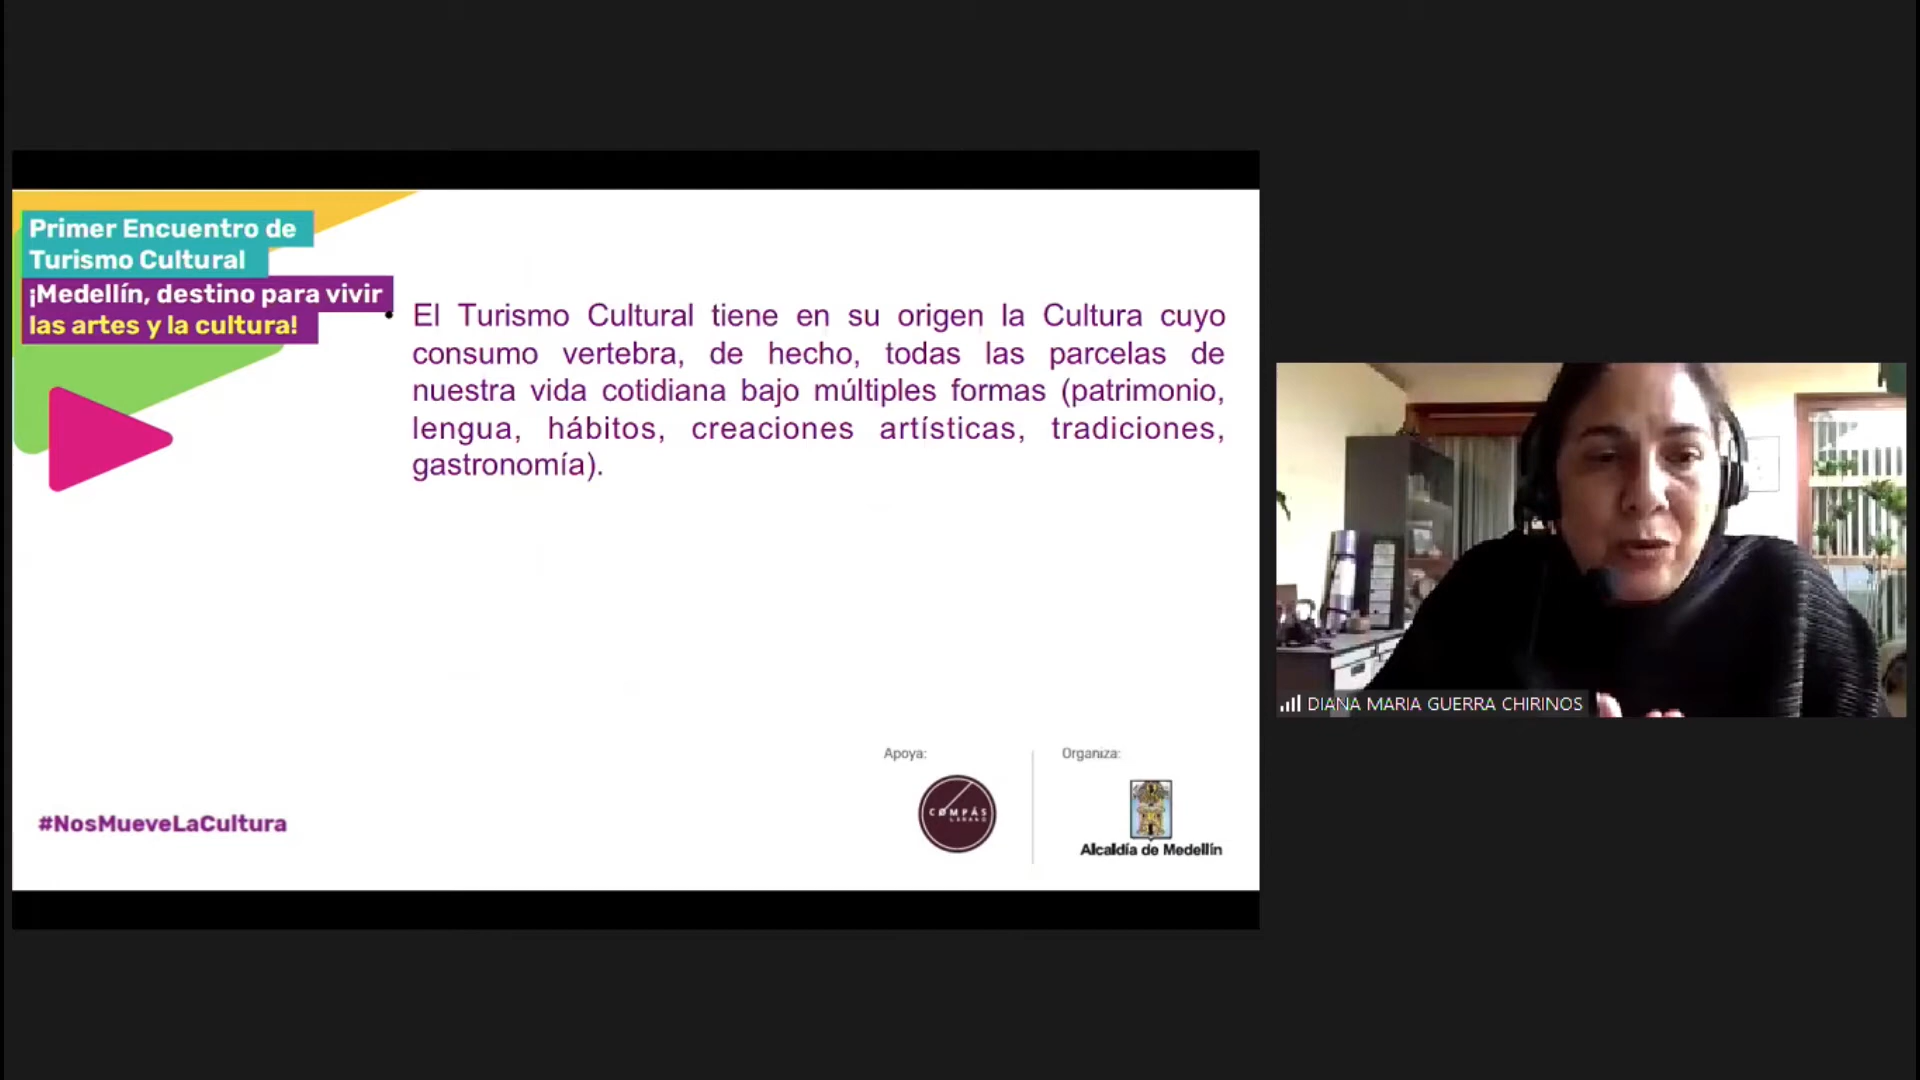 Primer Encuentro de
Turismo Cultural
¡Medellín, destino para vivir
las artes y la cultura!
• El Turismo Cultural tiene en su origen la Cultura cuyo
consumo vertebra, de hecho, todas las parcelas de
nuestra vida cotidiana bajo múltiples formas (patrimonio,
lengua, hábitos, creaciones artísticas, tradiciones,
gastronomía).
DIANA MARIA GUERRA CHIRINOS
Apoya:
COMPÁS
URBANO
Organiza:
Alcaldía de Medellín
#NosMueveLaCultura